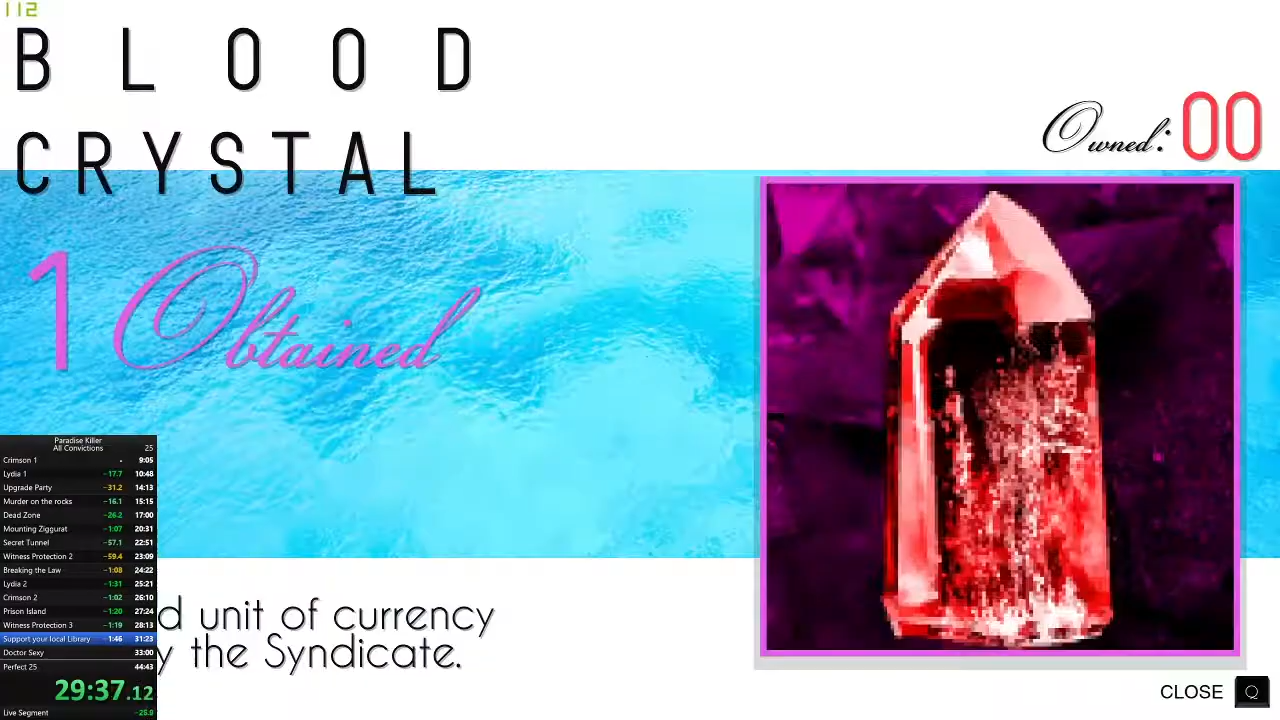 112
BLOOD
CRYSTAL
Owned: 00
1 Obtained
d unit of currency
y the Syndicate.
CLOSE Q
Paradise Killer
All Convictions 25
Crimson 1 - 9:05
Lydia 1 -17.7 10:48
Upgrade Party -31.2 14:13
Murder on the rocks -16.1 15:15
Dead Zone -26.2 17:00
Mounting Ziggurat -1:07 20:31
Secret Tunnel -57.1 22:51
Witness Protection 2 -59.4 23:09
Breaking the Law -1:08 24:22
Lydia 2 -1:31 25:21
Crimson 2 -1:02 26:10
Prison Island -1:20 27:24
Witness Protection 3 -1:19 28:13
Support your local Library -1:46 31:23
Doctor Sexy 33:00
Perfect 25 44:43
29:37.12
Live Segment -26.9